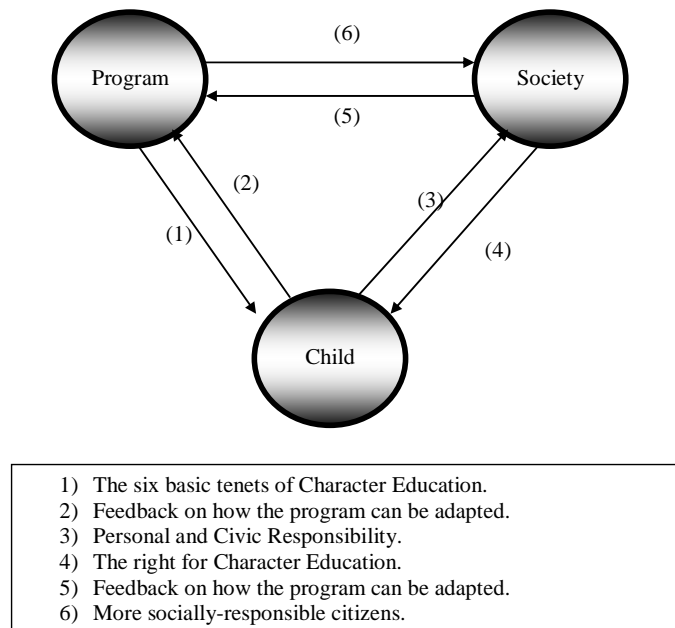 (6)
Program
Society
(5)
(2)
(3)
(1)
(4)
Child
1) The six basic tenets of Character Education.
2) Feedback on how the program can be adapted.
3) Personal and Civic Responsibility.
4) The right for Character Education.
5) Feedback on how the program can be adapted.
6) More socially-responsible citizens.